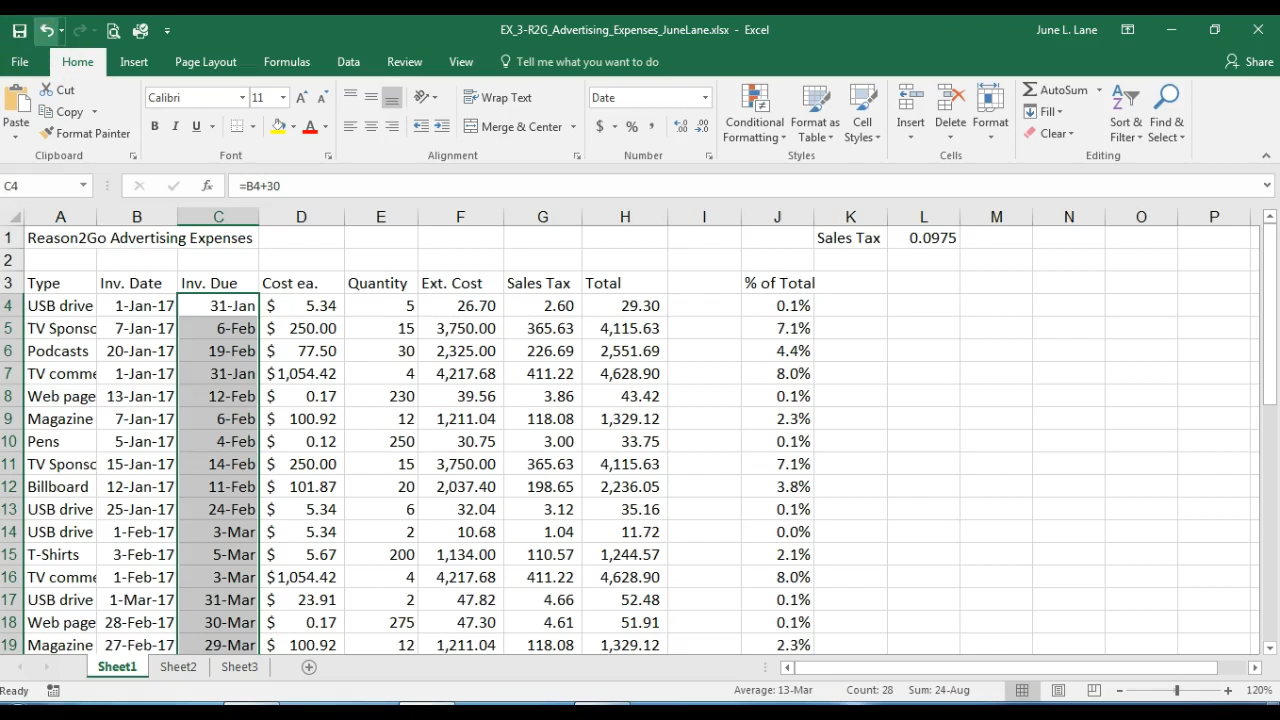 EX_3-R2G_Advertising_Expenses_JuneLane.xlsx - Excel June L. Lane
File Home Insert Page Layout Formulas Data Review View Tell me what you want to do Share
Paste Cut Copy Format Painter Clipboard
Calibri 11 A A B I U A Font
Wrap Text Merge & Center Alignment
Date $ % , Number
Conditional Formatting Format as Table Cell Styles Styles
Insert Delete Format Cells
AutoSum Fill Clear Sort & Filter Find & Select Editing
C4 fx =B4+30
A B C D E F G H I J K L M N O P
1 Reason2Go Advertising Expenses Sales Tax 0.0975
2
3 Type Inv. Date Inv. Due Cost ea. Quantity Ext. Cost Sales Tax Total % of Total
4 USB drive 1-Jan-17 31-Jan $ 5.34 5 26.70 2.60 29.30 0.1%
5 TV Sponso 7-Jan-17 6-Feb $ 250.00 15 3,750.00 365.63 4,115.63 7.1%
6 Podcasts 20-Jan-17 19-Feb $ 77.50 30 2,325.00 226.69 2,551.69 4.4%
7 TV comme 1-Jan-17 31-Jan $1,054.42 4 4,217.68 411.22 4,628.90 8.0%
8 Web page 13-Jan-17 12-Feb $ 0.17 230 39.56 3.86 43.42 0.1%
9 Magazine 7-Jan-17 6-Feb $ 100.92 12 1,211.04 118.08 1,329.12 2.3%
10 Pens 5-Jan-17 4-Feb $ 0.12 250 30.75 3.00 33.75 0.1%
11 TV Sponso 15-Jan-17 14-Feb $ 250.00 15 3,750.00 365.63 4,115.63 7.1%
12 Billboard 12-Jan-17 11-Feb $ 101.87 20 2,037.40 198.65 2,236.05 3.8%
13 USB drive 25-Jan-17 24-Feb $ 5.34 6 32.04 3.12 35.16 0.1%
14 USB drive 1-Feb-17 3-Mar $ 5.34 2 10.68 1.04 11.72 0.0%
15 T-Shirts 3-Feb-17 5-Mar $ 5.67 200 1,134.00 110.57 1,244.57 2.1%
16 TV comme 1-Feb-17 3-Mar $1,054.42 4 4,217.68 411.22 4,628.90 8.0%
17 USB drive 1-Mar-17 31-Mar $ 23.91 2 47.82 4.66 52.48 0.1%
18 Web page 28-Feb-17 30-Mar $ 0.17 275 47.30 4.61 51.91 0.1%
19 Magazine 27-Feb-17 29-Mar $ 100.92 12 1,211.04 118.08 1,329.12 2.3%
Sheet1 Sheet2 Sheet3
Ready Average: 13-Mar Count: 28 Sum: 24-Aug 120%